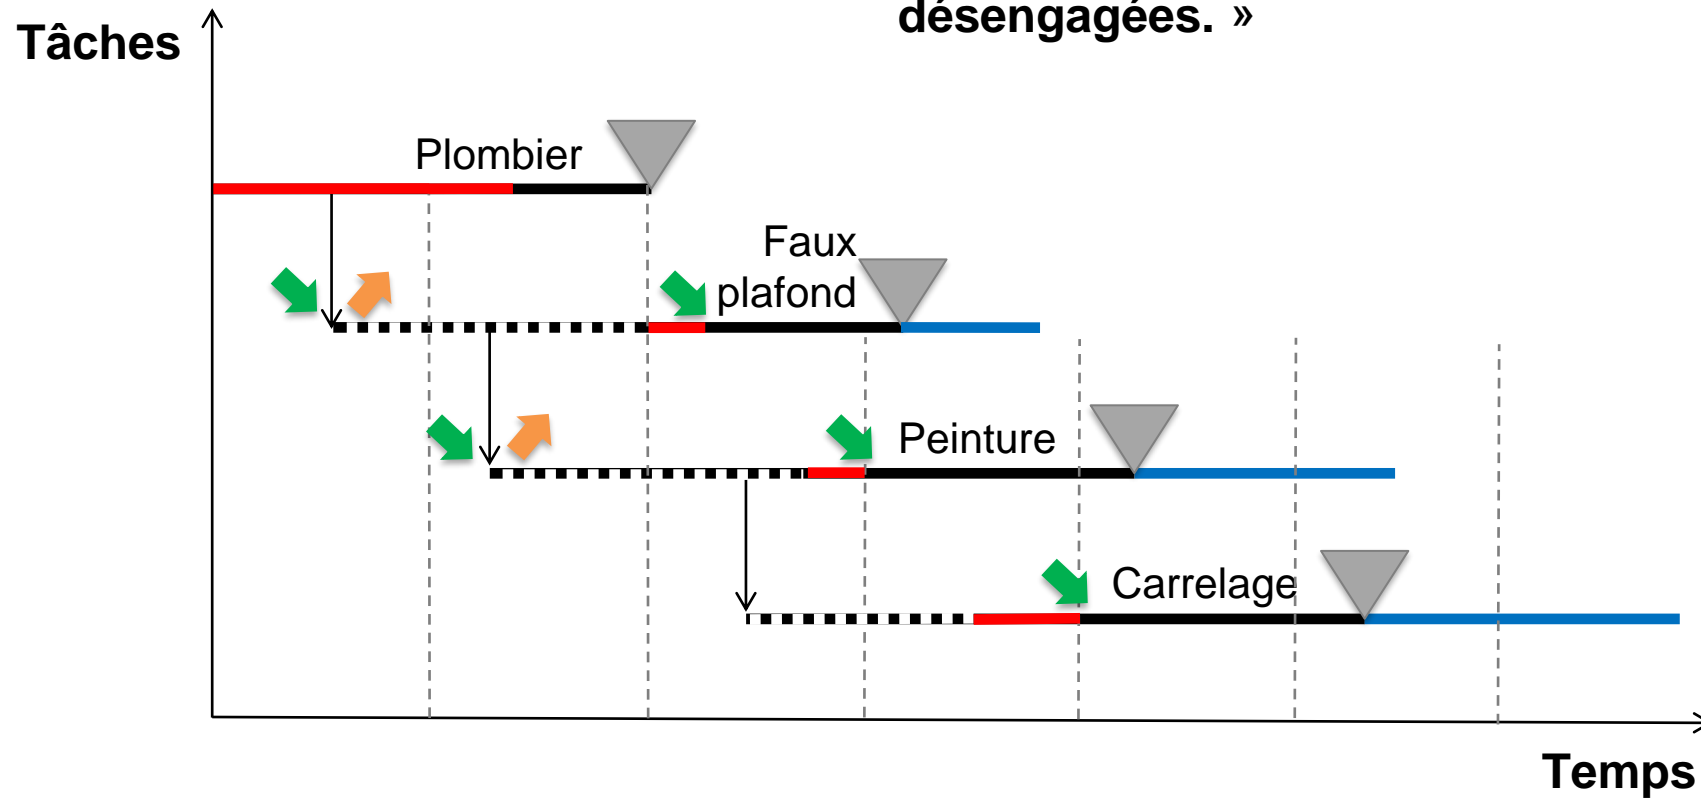 désengagées. »
Tâches
Plombier
Faux
plafond
Peinture
Carrelage
Temps